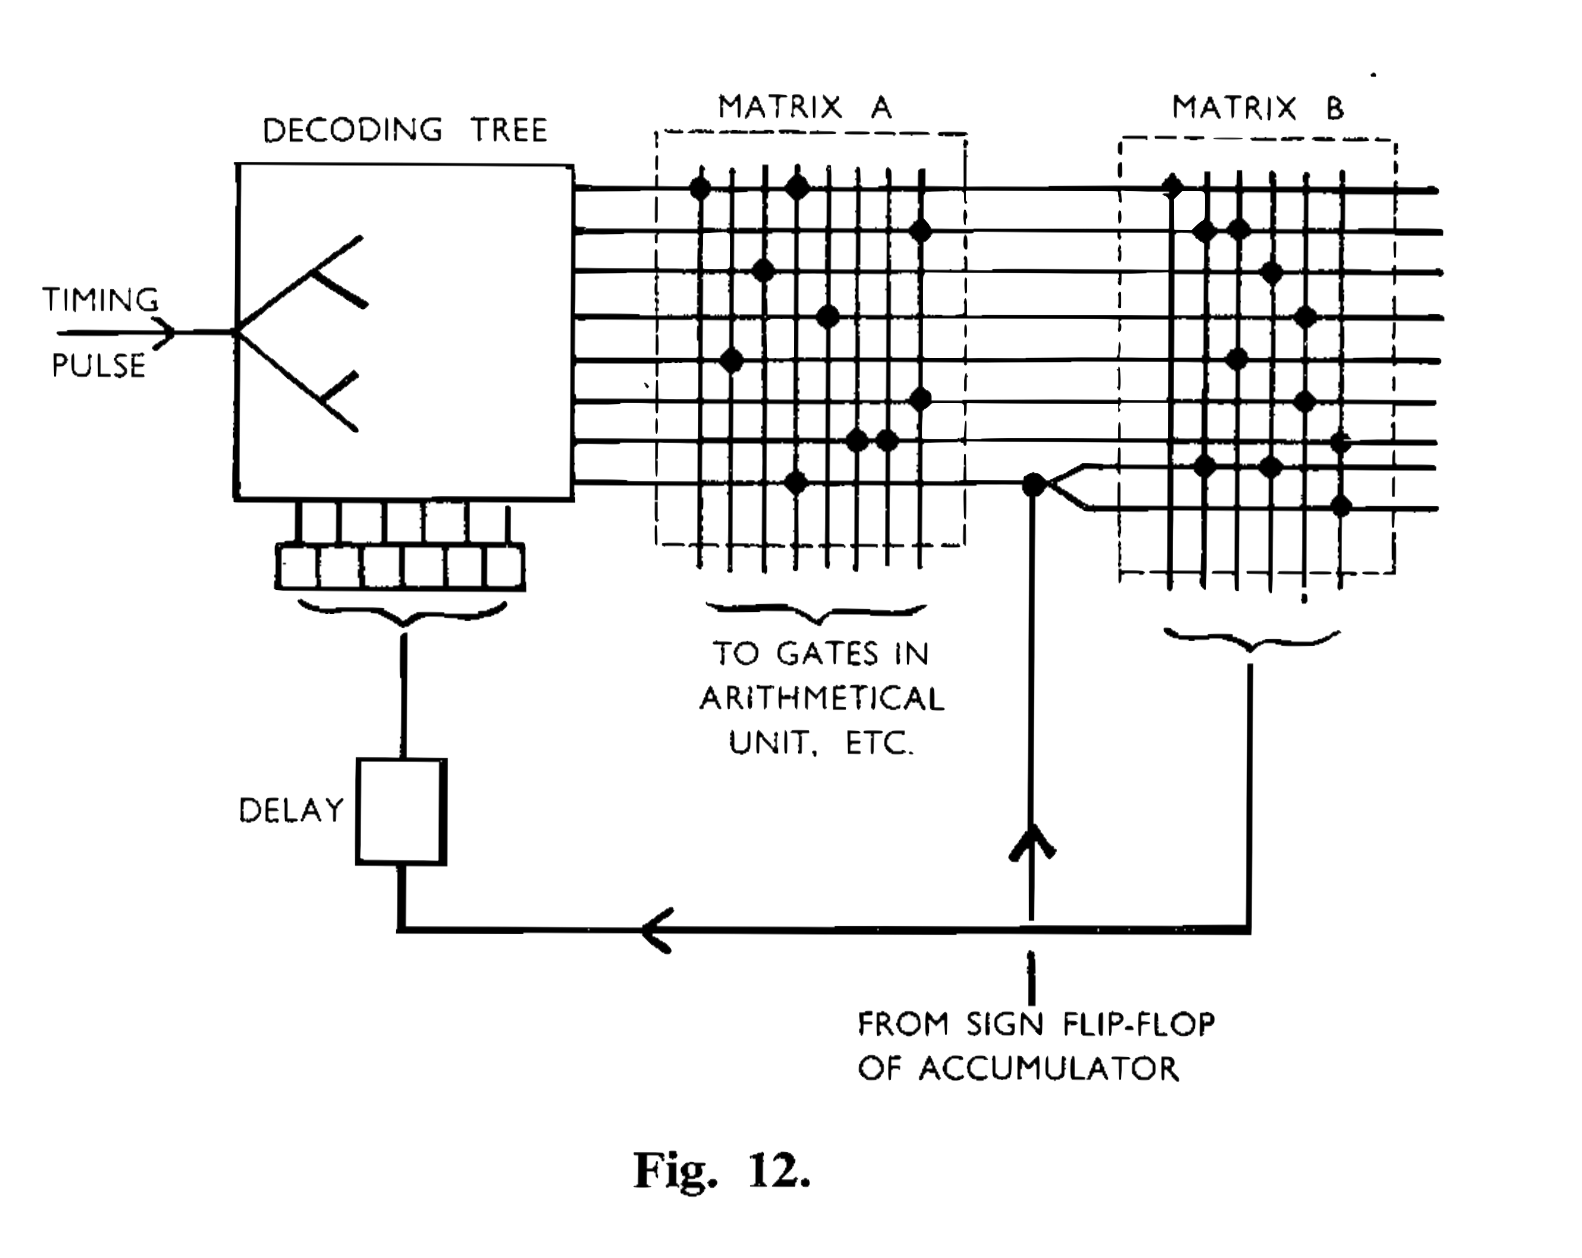 MATRIX A
MATRIX B
DECODING TREE
TIMING
PULSE
TO GATES IN
ARITHMETICAL
UNIT, ETC.
DELAY
FROM SIGN FLIP-FLOP
OF ACCUMULATOR
Fig. 12.